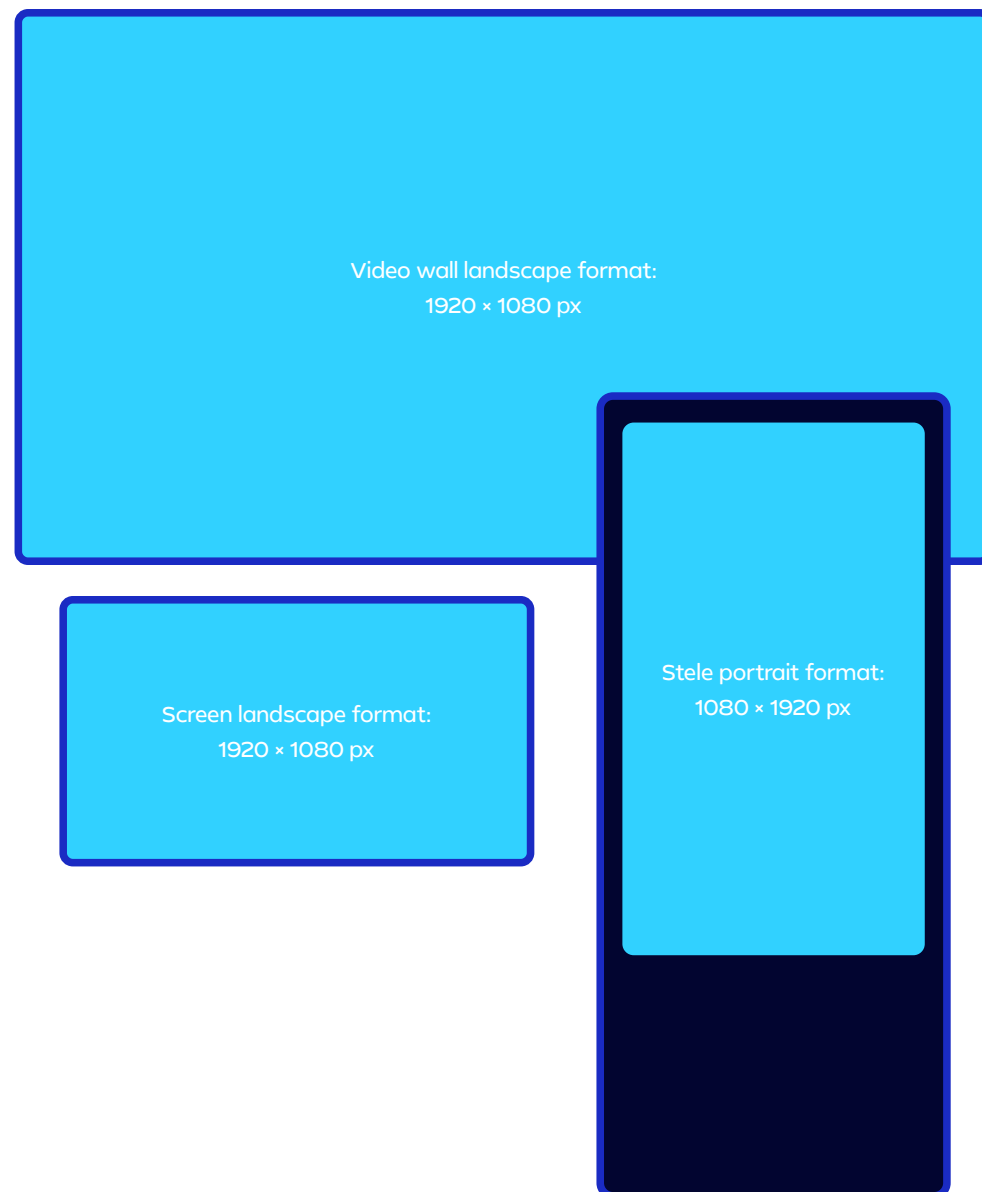 Video wall landscape format:
1920 × 1080 px
Stele portrait format:
1080 × 1920 px
Screen landscape format:
1920 × 1080 px